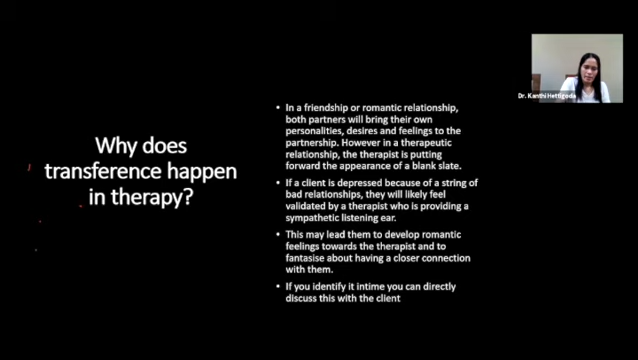 Dr. Kanthi Hettigoda
Why does
transference happen
in therapy?
• In a friendship or romantic relationship,
both partners will bring their own
personalities, desires and feelings to the
partnership. However in a therapeutic
relationship, the therapist is putting
forward the appearance of a blank slate.
• If a client is depressed because of a string of
bad relationships, they will likely feel
validated by a therapist who is providing a
sympathetic listening ear.
• This may lead them to develop romantic
feelings towards the therapist and to
fantasise about having a closer connection
with them.
• If you identify it intime you can directly
discuss this with the client